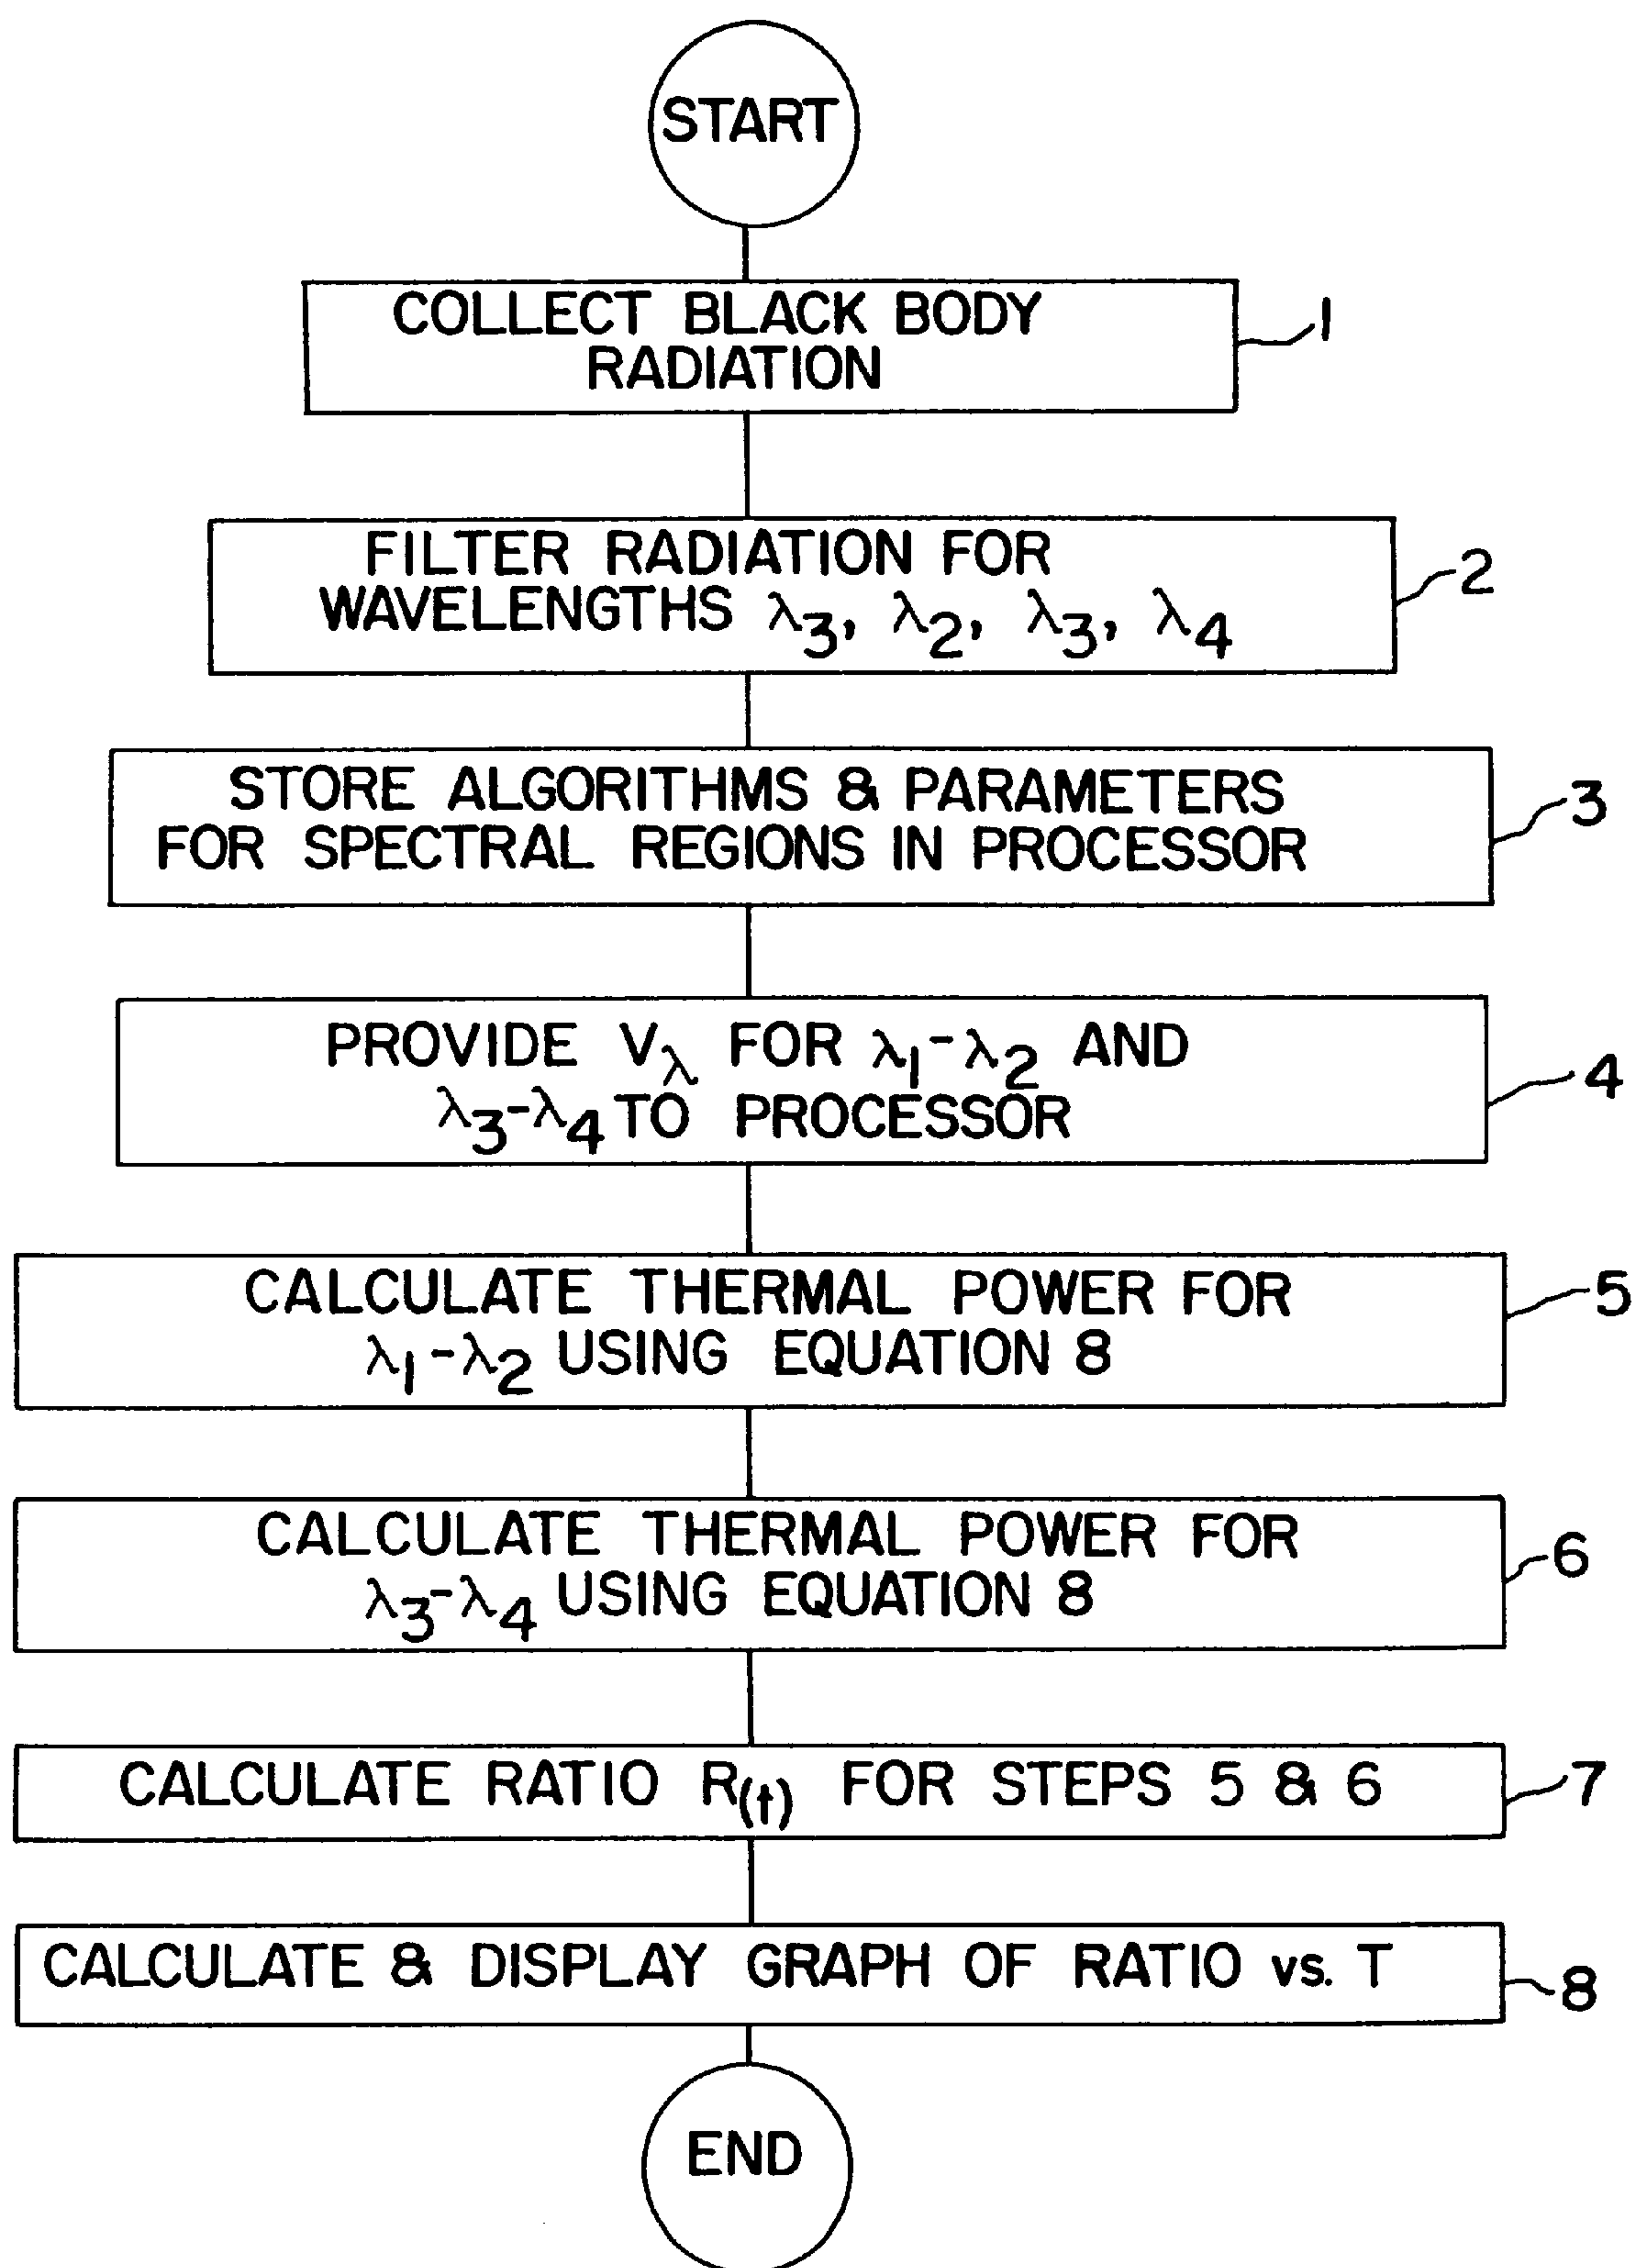 START
COLLECT BLACK BODY
RADIATION
1
FILTER RADIATION FOR
WAVELENGTHS λ3, λ2, λ3, λ4
2
STORE ALGORITHMS & PARAMETERS
FOR SPECTRAL REGIONS IN PROCESSOR
3
PROVIDE Vλ FOR λ1-λ2 AND
λ3-λ4 TO PROCESSOR
4
CALCULATE THERMAL POWER FOR
λ1-λ2 USING EQUATION 8
5
CALCULATE THERMAL POWER FOR
λ3-λ4 USING EQUATION 8
6
CALCULATE RATIO R(t) FOR STEPS 5 & 6
7
CALCULATE & DISPLAY GRAPH OF RATIO vs. T
8
END